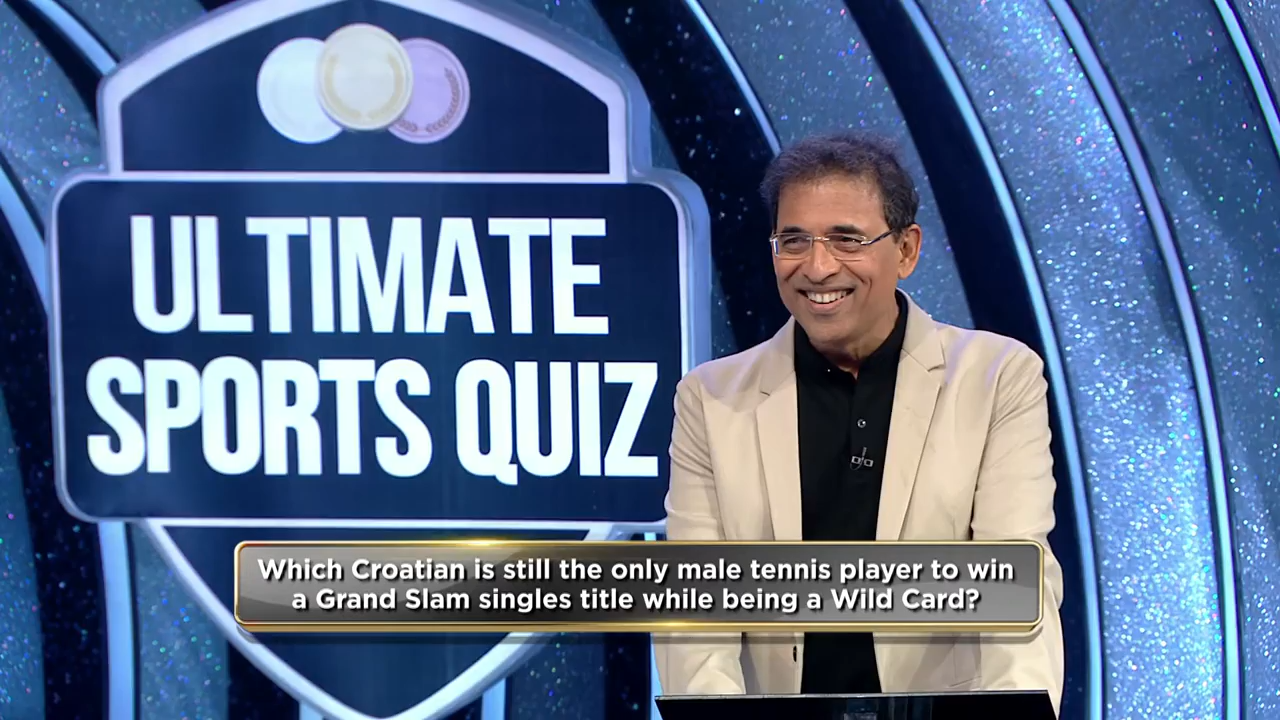 ULTIMATE
SPORTS QUIZ
Which Croatian is still the only male tennis player to win
a Grand Slam singles title while being a Wild Card?